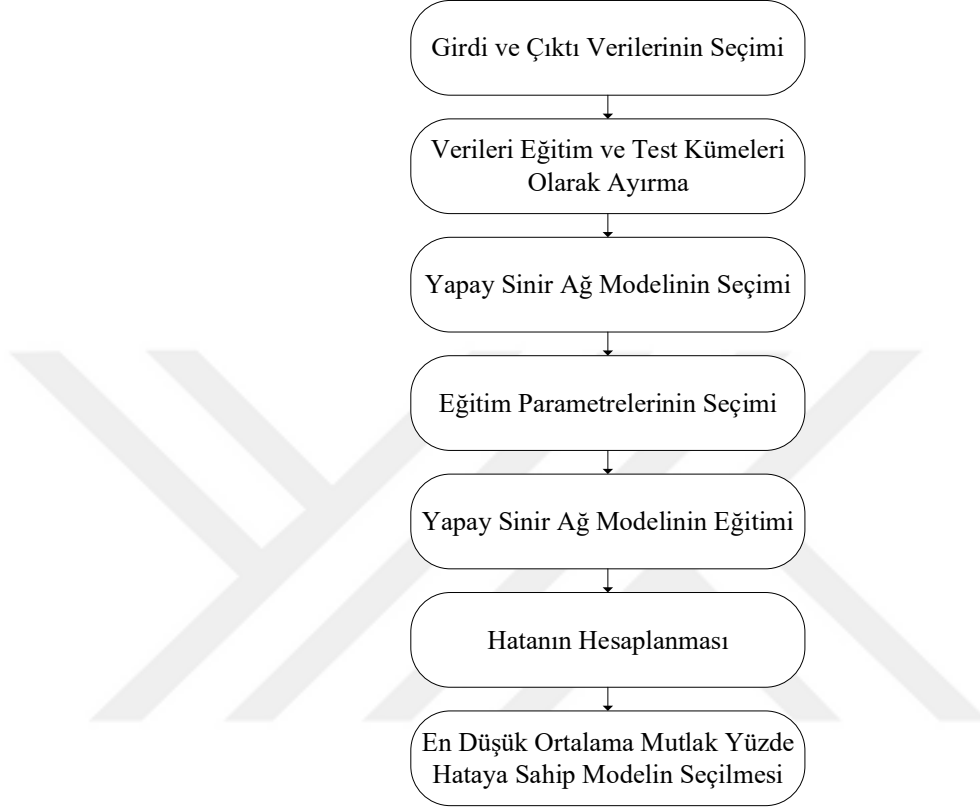 Girdi ve Çıktı Verilerinin Seçimi
Verileri Eğitim ve Test Kümeleri
Olarak Ayırma
Yapay Sinir Ağ Modelinin Seçimi
Eğitim Parametrelerinin Seçimi
Yapay Sinir Ağ Modelinin Eğitimi
Hatanın Hesaplanması
En Düşük Ortalama Mutlak Yüzde
Hataya Sahip Modelin Seçilmesi